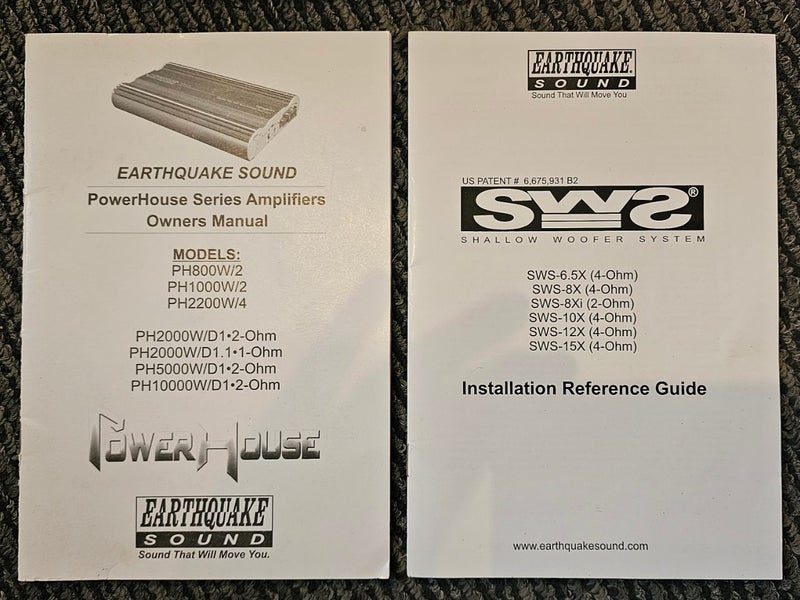 EARTHQUAKE SOUND
PowerHouse Series Amplifiers
Owners Manual
MODELS:
PH800W/2
PH1000W/2
PH2200W/4
PH2000W/D1•2-Ohm
PH2000W/D1.1•1-Ohm
PH5000W/D1•2-Ohm
PH10000W/D1•2-Ohm
POWERHOUSE
EARTHQUAKE
SOUND
Sound That Will Move You.
EARTHQUAKE®
SOUND
Sound That Will Move You
US PATENT # 6,675,931 B2
SWS®
SHALLOW WOOFER SYSTEM
SWS-6.5X (4-Ohm)
SWS-8X (4-Ohm)
SWS-8Xi (2-Ohm)
SWS-10X (4-Ohm)
SWS-12X (4-Ohm)
SWS-15X (4-Ohm)
Installation Reference Guide
www.earthquakesound.com